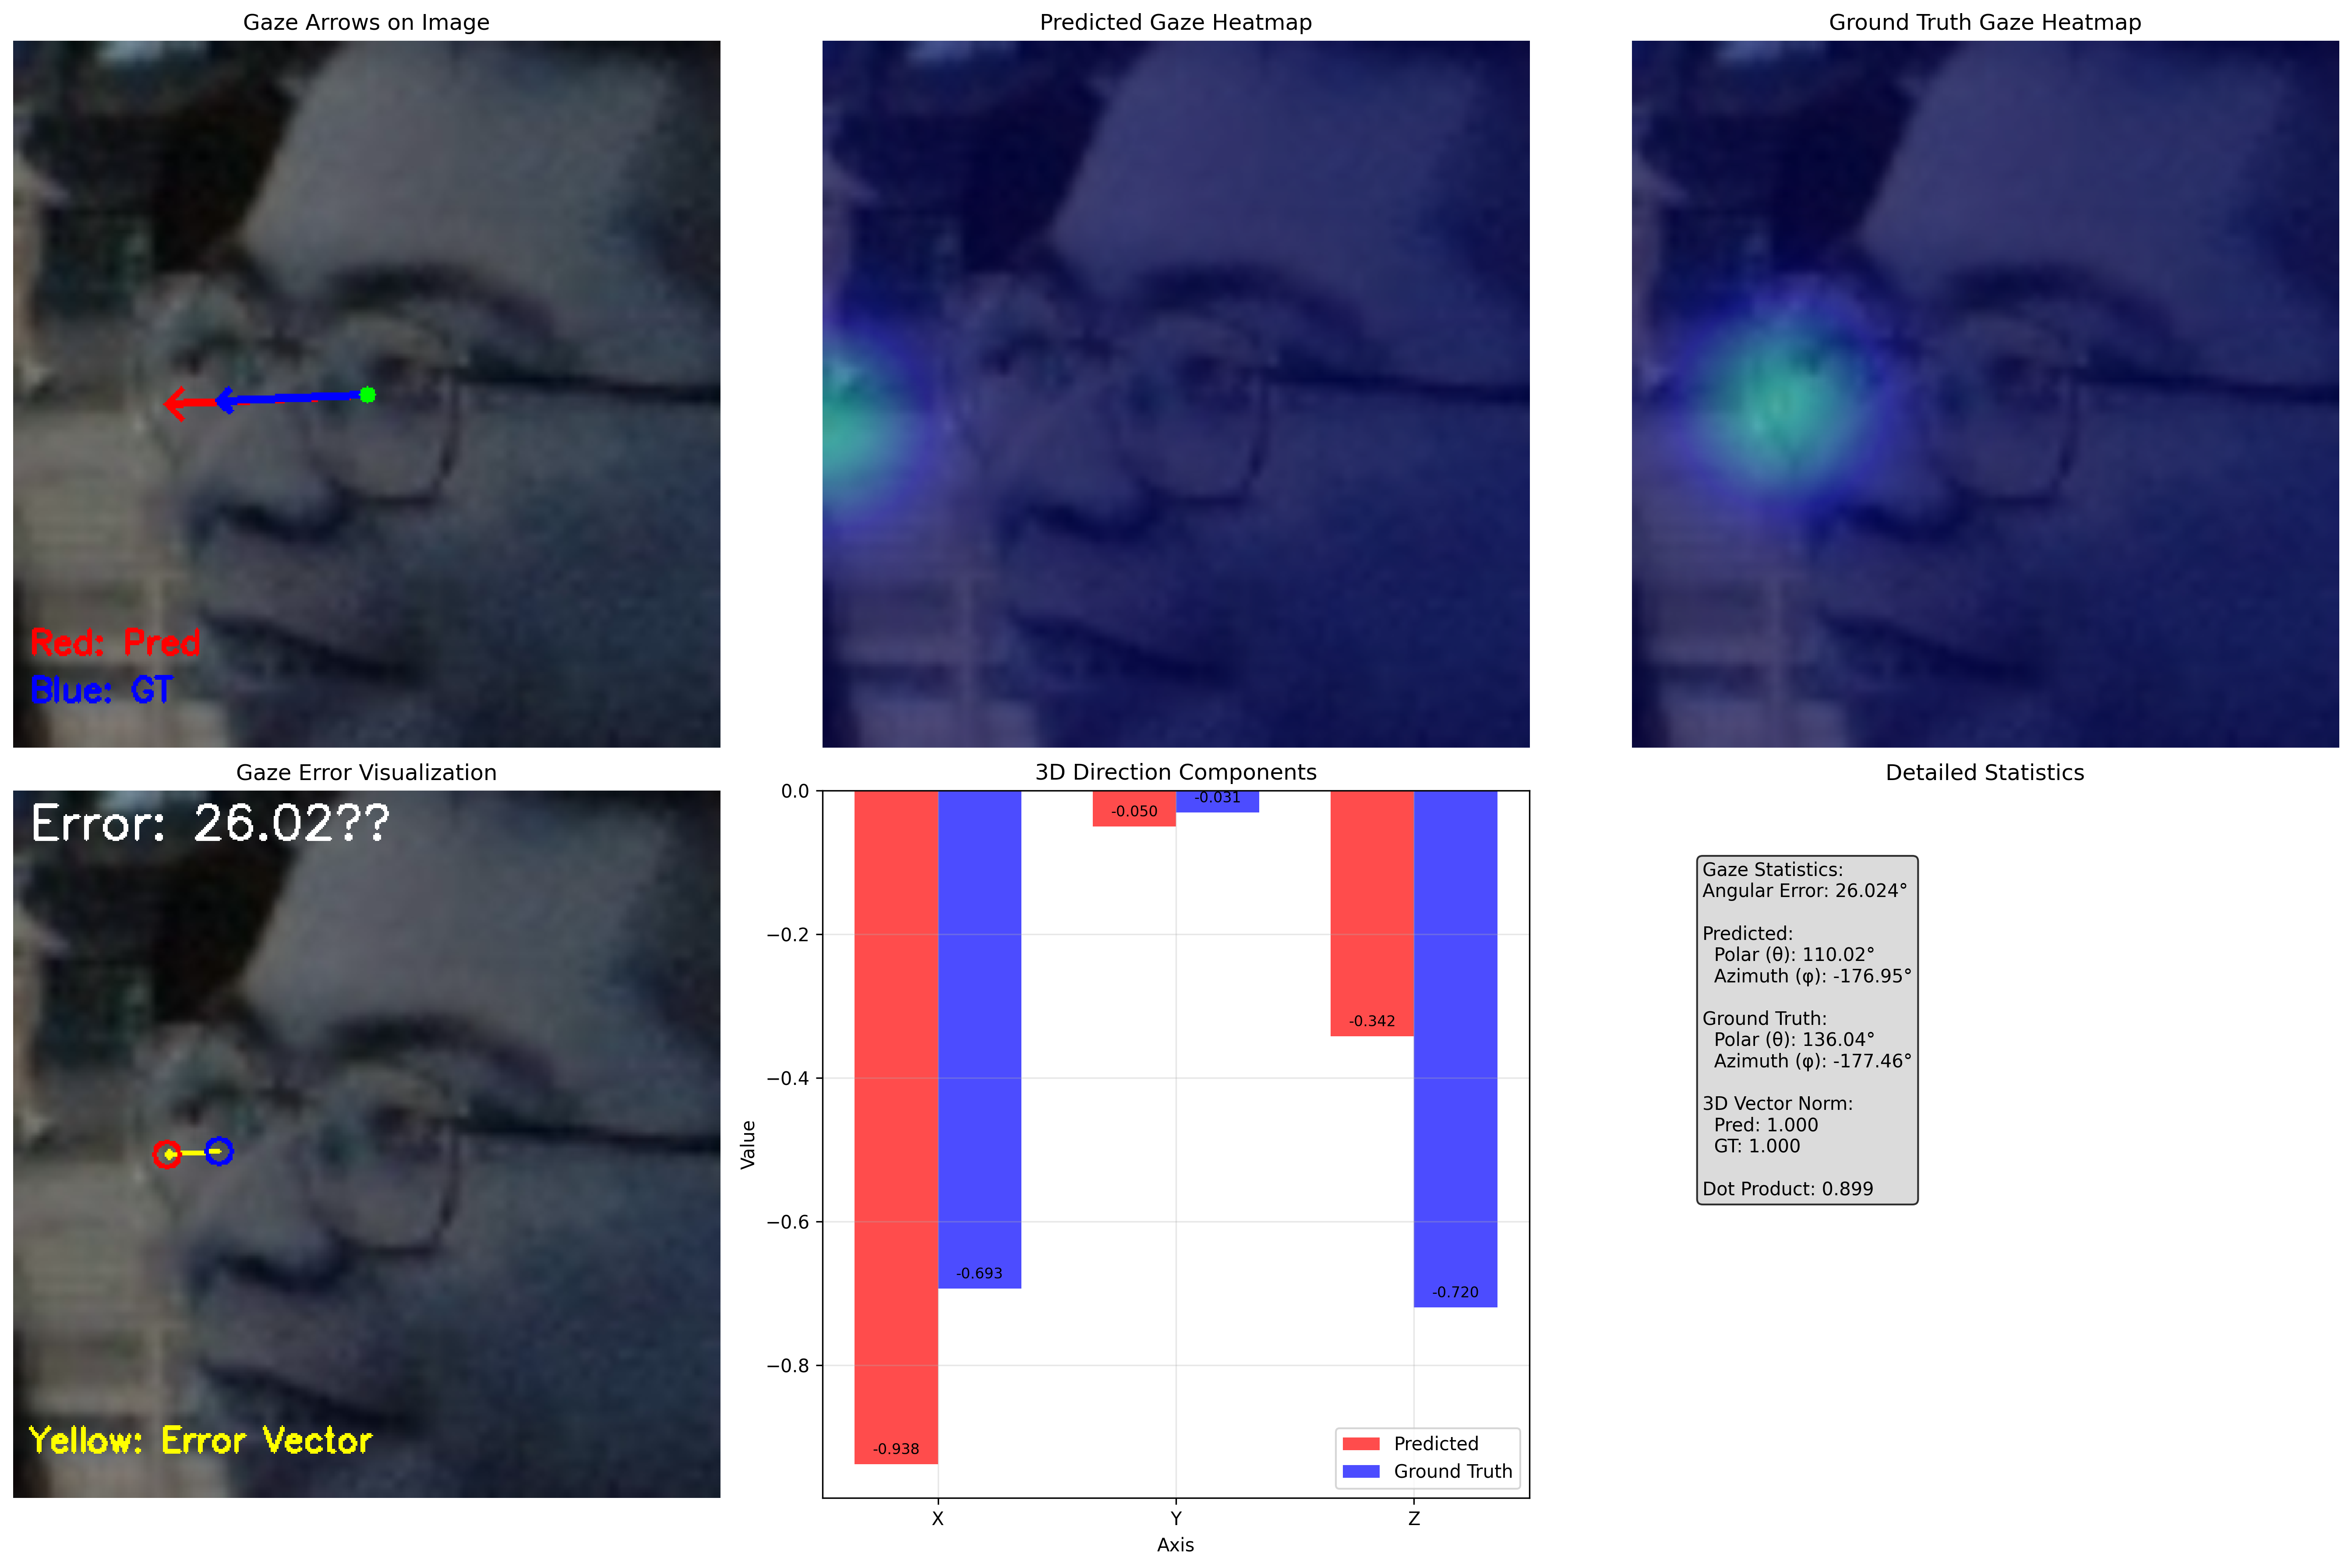 Gaze Arrows on Image
Red: Pred
Blue: GT
Predicted Gaze Heatmap
Ground Truth Gaze Heatmap
Gaze Error Visualization
Error: 26.02??
Yellow: Error Vector
3D Direction Components
Value
0.0
−0.2
−0.4
−0.6
−0.8
-0.938
-0.693
-0.050
-0.031
-0.342
-0.720
X
Y
Z
Axis
Predicted
Ground Truth
Detailed Statistics
Gaze Statistics:
Angular Error: 26.024°
Predicted:
Polar (θ): 110.02°
Azimuth (φ): -176.95°
Ground Truth:
Polar (θ): 136.04°
Azimuth (φ): -177.46°
3D Vector Norm:
Pred: 1.000
GT: 1.000
Dot Product: 0.899